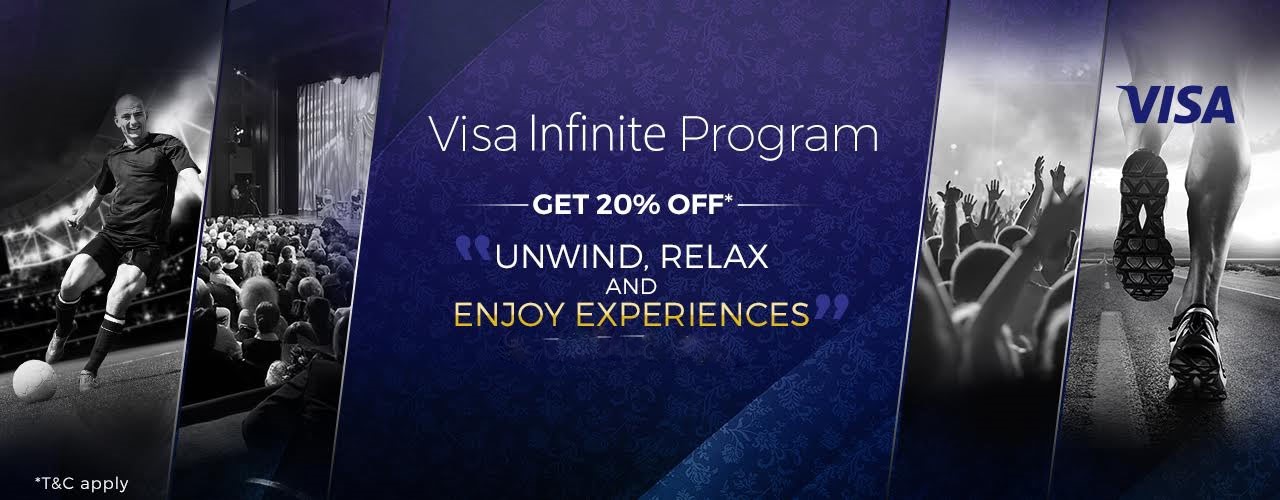 VISA
Visa Infinite Program
GET 20% OFF*
“UNWIND, RELAX
AND
ENJOY EXPERIENCES”
*T&C apply